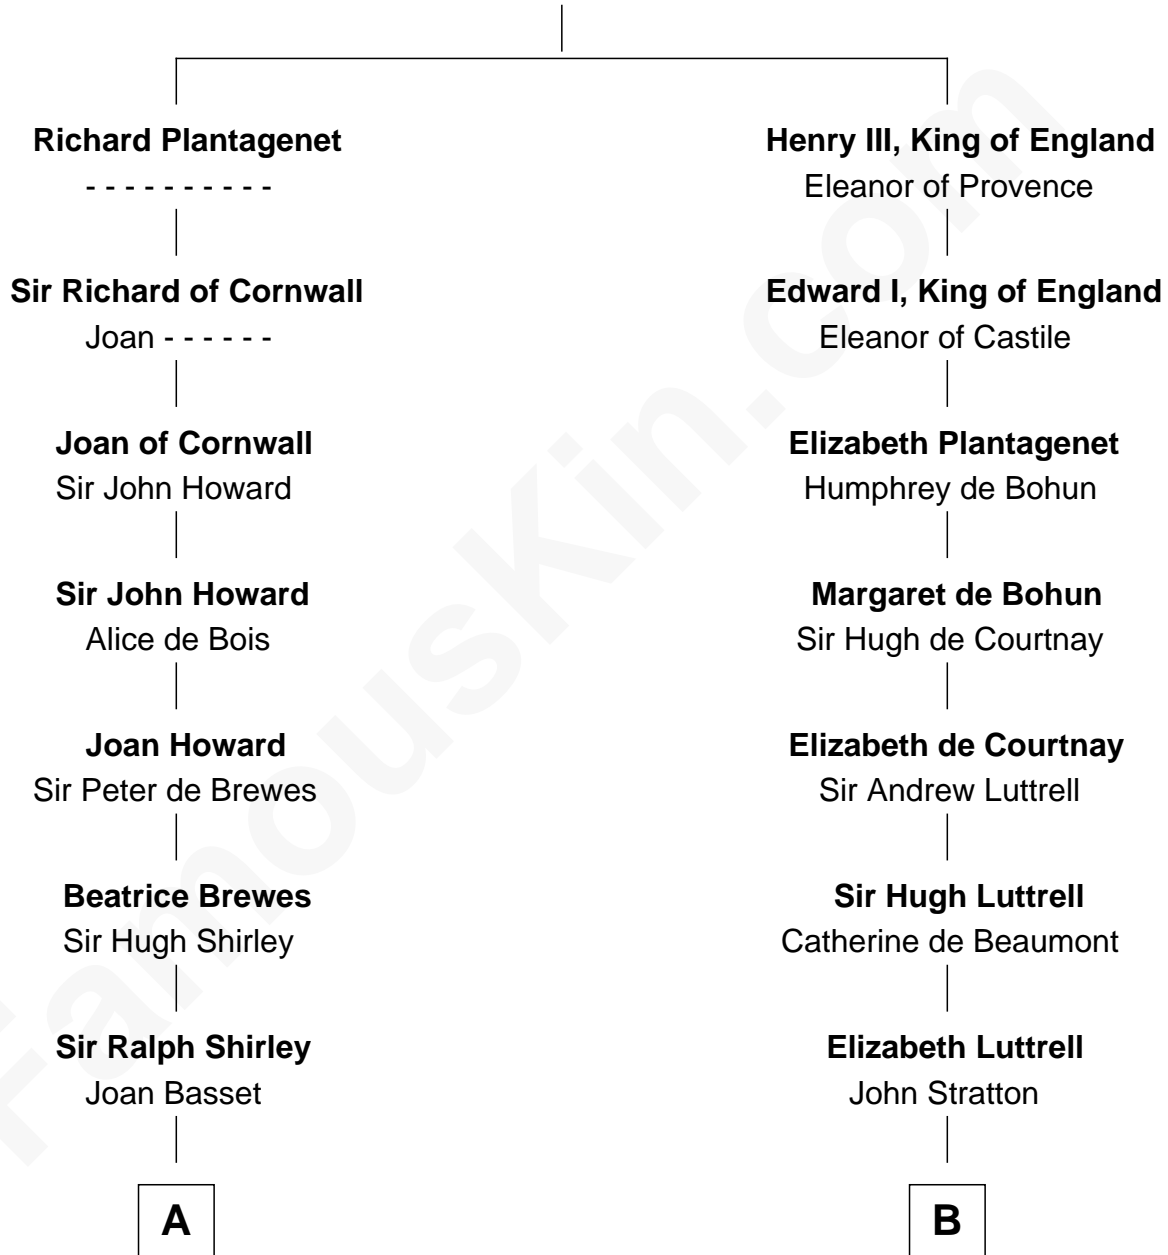 Richard Plantagenet
- - - - - - - - - -
Sir Richard of Cornwall
Joan - - - - - -
Joan of Cornwall
Sir John Howard
Sir John Howard
Alice de Bois
Joan Howard
Sir Peter de Brewes
Beatrice Brewes
Sir Hugh Shirley
Sir Ralph Shirley
Joan Basset
A
Henry III, King of England
Eleanor of Provence
Edward I, King of England
Eleanor of Castile
Elizabeth Plantagenet
Humphrey de Bohun
Margaret de Bohun
Sir Hugh de Courtnay
Elizabeth de Courtnay
Sir Andrew Luttrell
Sir Hugh Luttrell
Catherine de Beaumont
Elizabeth Luttrell
John Stratton
B
FamousKin.com